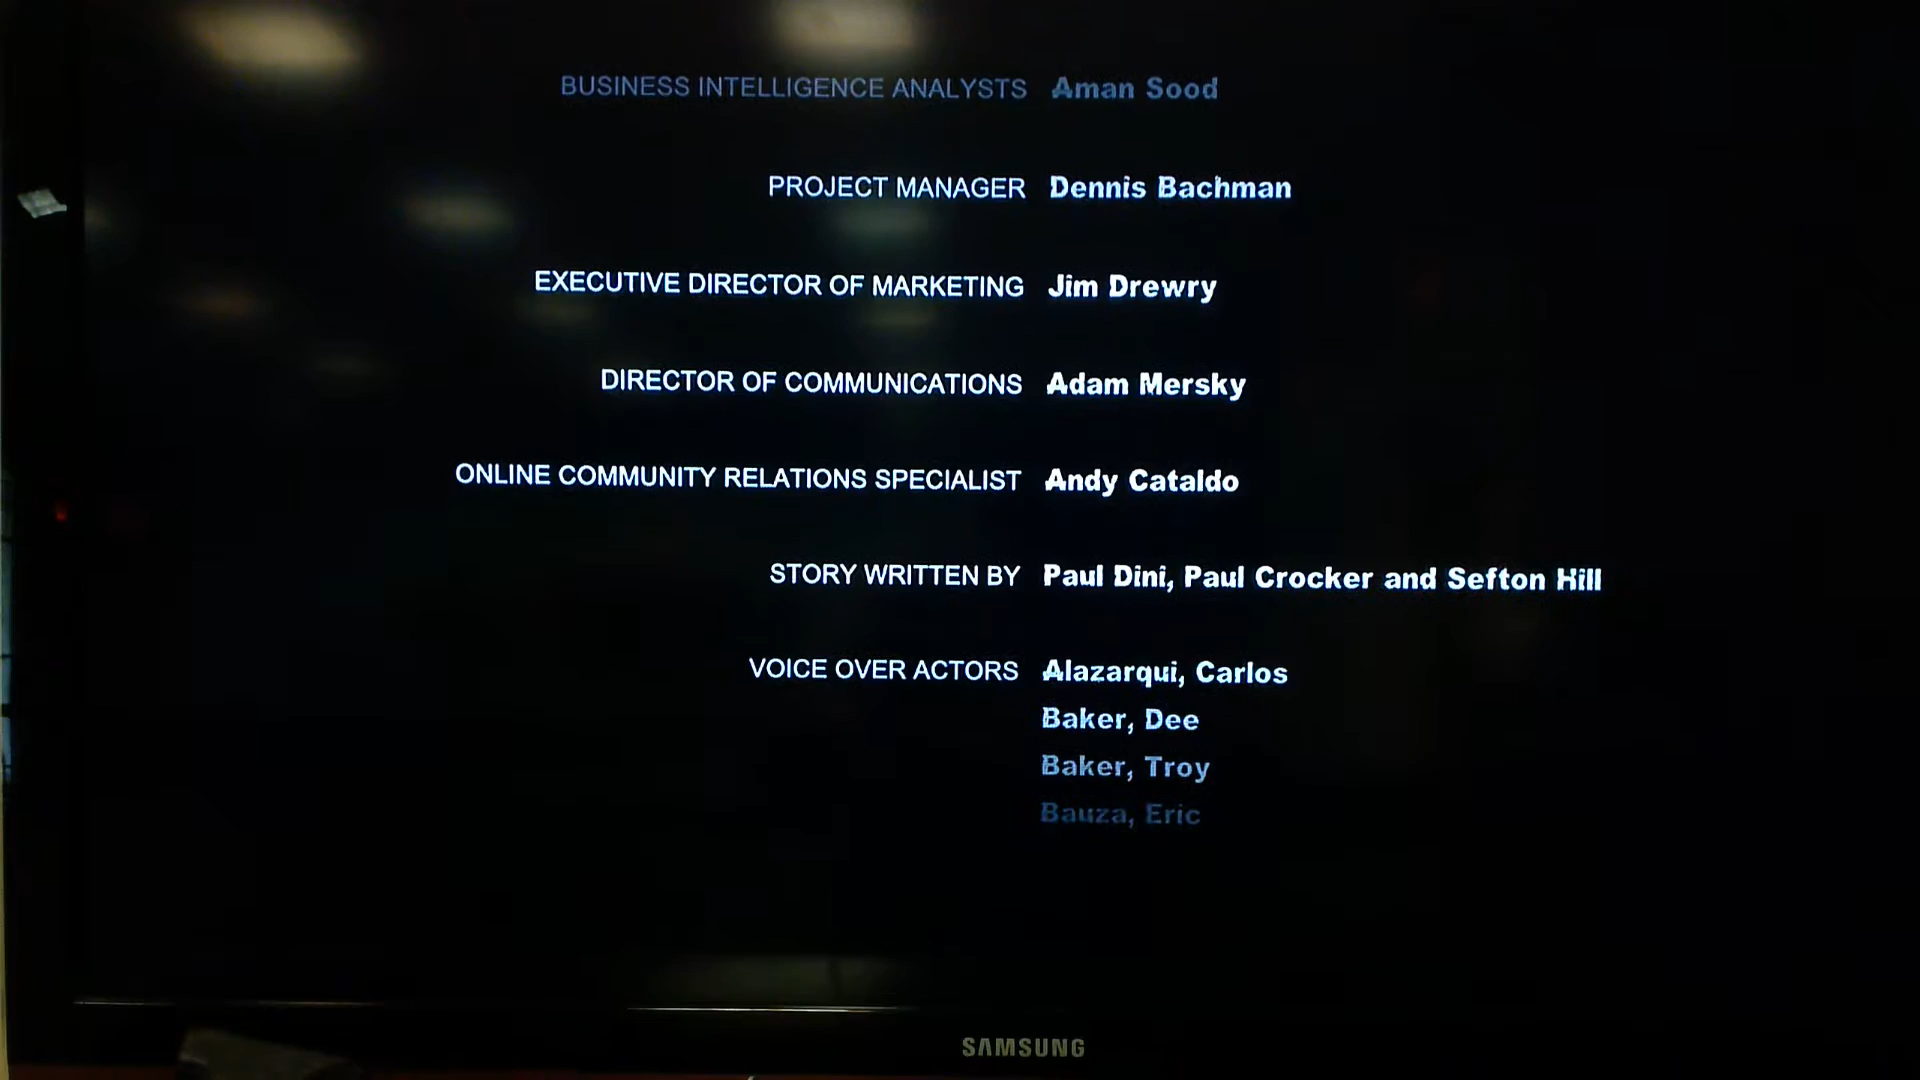 BUSINESS INTELLIGENCE ANALYSTS Aman Sood
PROJECT MANAGER Dennis Bachman
EXECUTIVE DIRECTOR OF MARKETING Jim Drewry
DIRECTOR OF COMMUNICATIONS Adam Mersky
ONLINE COMMUNITY RELATIONS SPECIALIST Andy Cataldo
STORY WRITTEN BY Paul Dini, Paul Crocker and Sefton Hill
VOICE OVER ACTORS Alazarqui, Carlos
Baker, Dee
Baker, Troy
Bauza, Eric
SAMSUNG